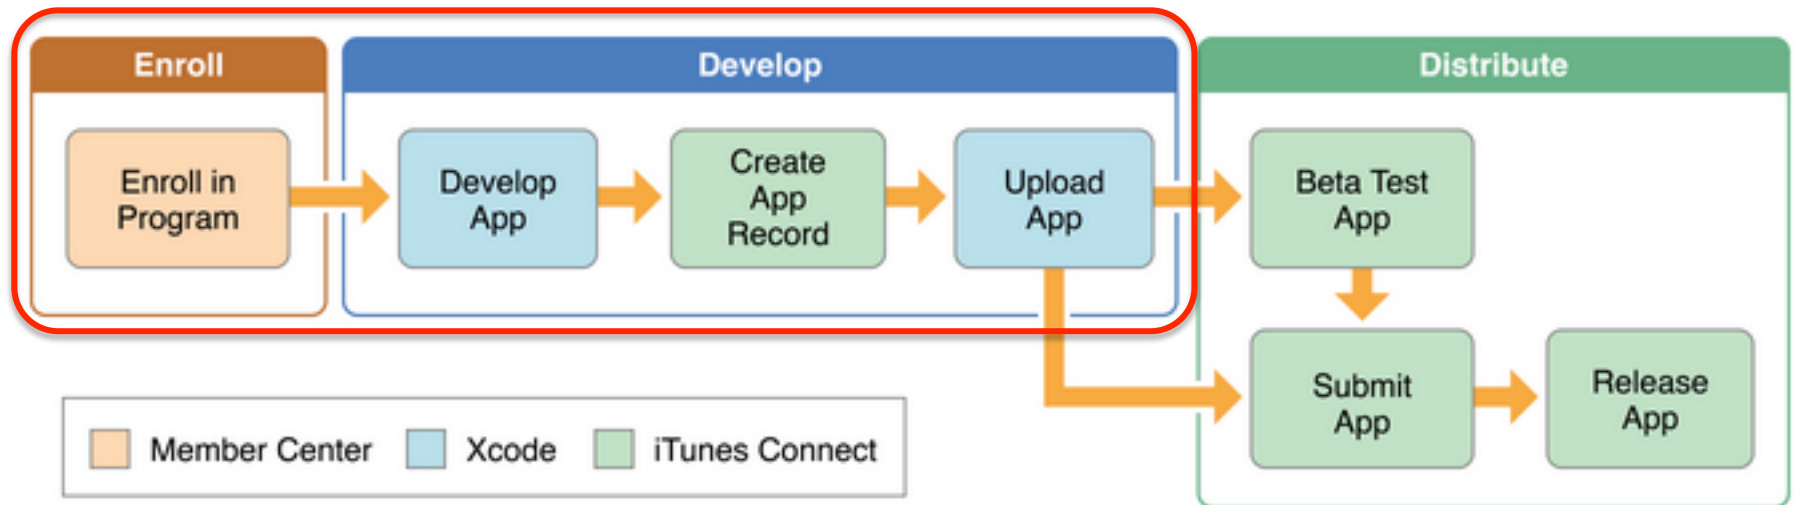 Enroll
Develop
Distribute
Enroll in
Program
Develop
App
Create
App
Record
Upload
App
Beta Test
App
Submit
App
Release
App
Member Center
Xcode
iTunes Connect